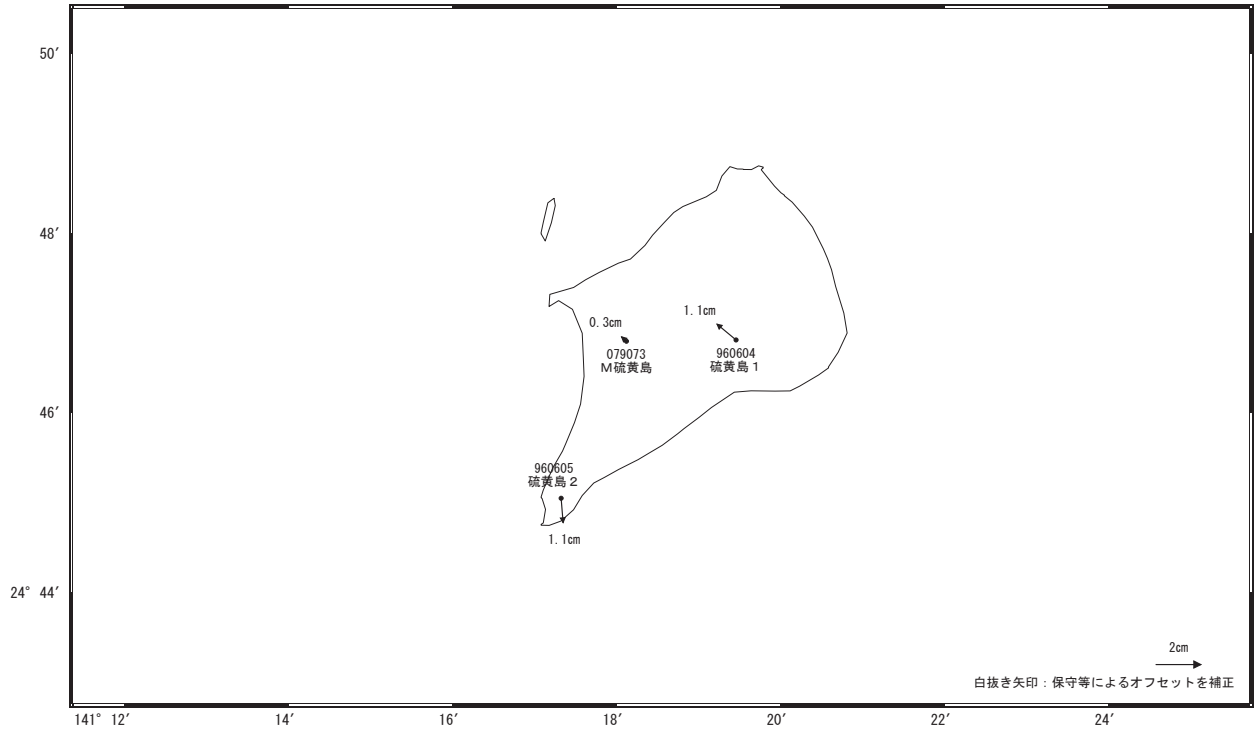 50′
48′
1.1cm
0.3cm
079073
M硫黄島
960604
硫黄島1
46′
960605
硫黄島2
1.1cm
24° 44′
2cm
白抜き矢印：保守等によるオフセットを補正
141° 12′ 14′ 16′ 18′ 20′ 22′ 24′